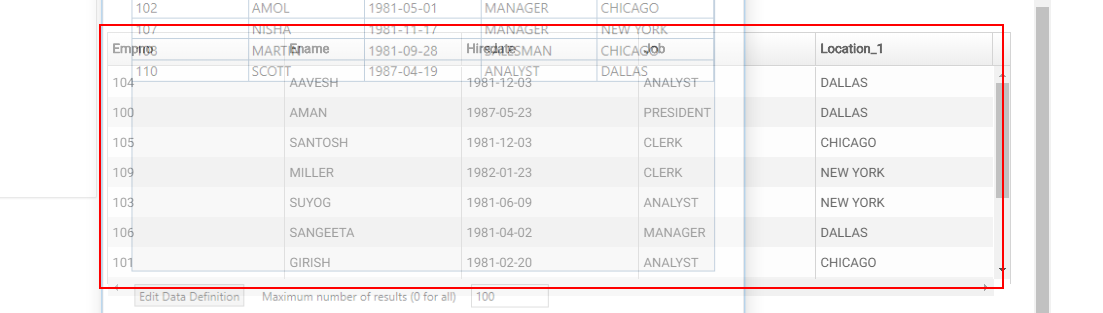 102 AMOL 1981-05-01 MANAGER CHICAGO
107 NISHA 1981-11-17 MANAGER NEW YORK
Empno Ename Hiredate Job Location_1
108 MARTIN 1981-09-28 SALESMAN CHICAGO
110 SCOTT 1987-04-19 ANALYST DALLAS
104 AAVESH 1981-12-03 ANALYST DALLAS
100 AMAN 1987-05-23 PRESIDENT DALLAS
105 SANTOSH 1981-12-03 CLERK CHICAGO
109 MILLER 1982-01-23 CLERK NEW YORK
103 SUYOG 1981-06-09 ANALYST NEW YORK
106 SANGEETA 1981-04-02 MANAGER DALLAS
101 GIRISH 1981-02-20 ANALYST CHICAGO
Edit Data Definition Maximum number of results (0 for all) 100